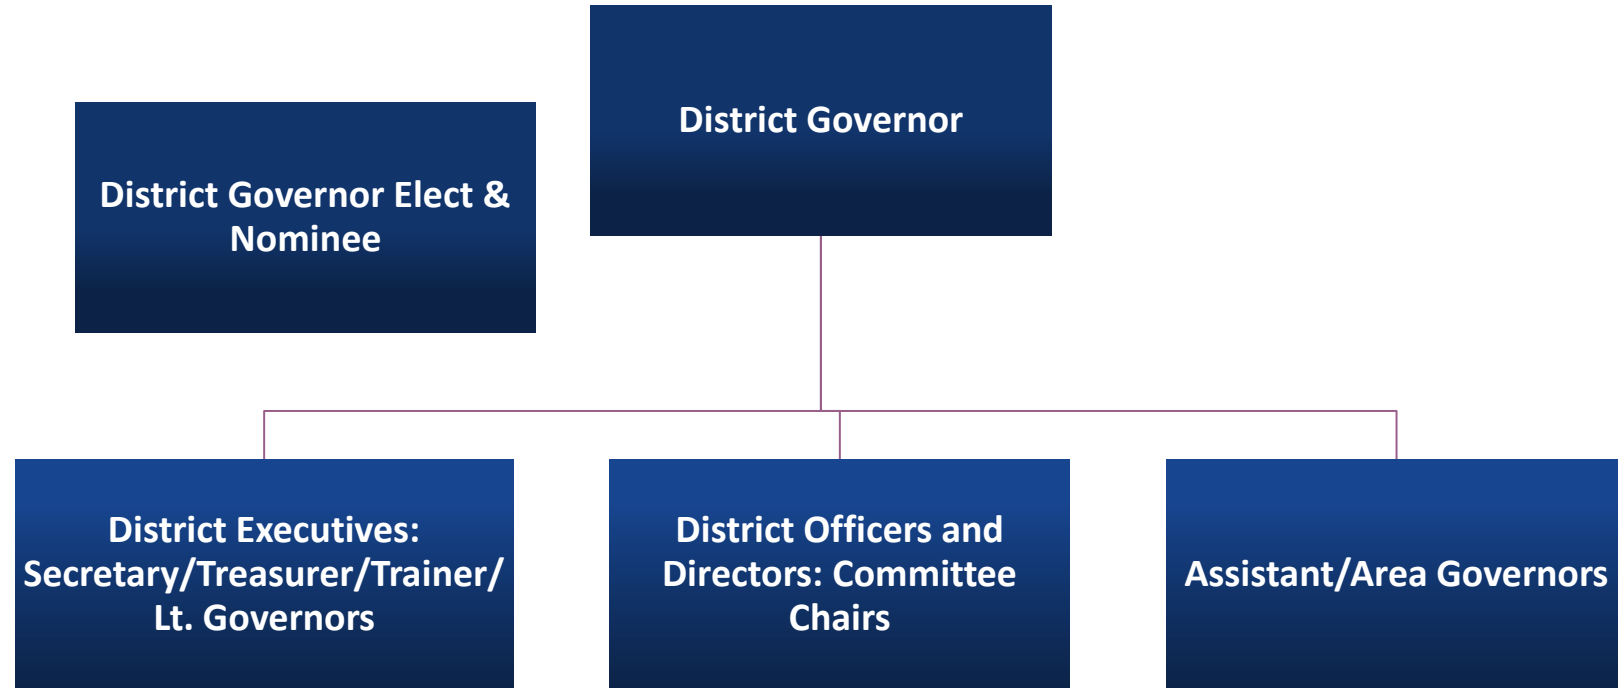 District Governor
District Governor Elect &
Nominee
District Executives:
Secretary/Treasurer/Trainer/
Lt. Governors
District Officers and
Directors: Committee
Chairs
Assistant/Area Governors